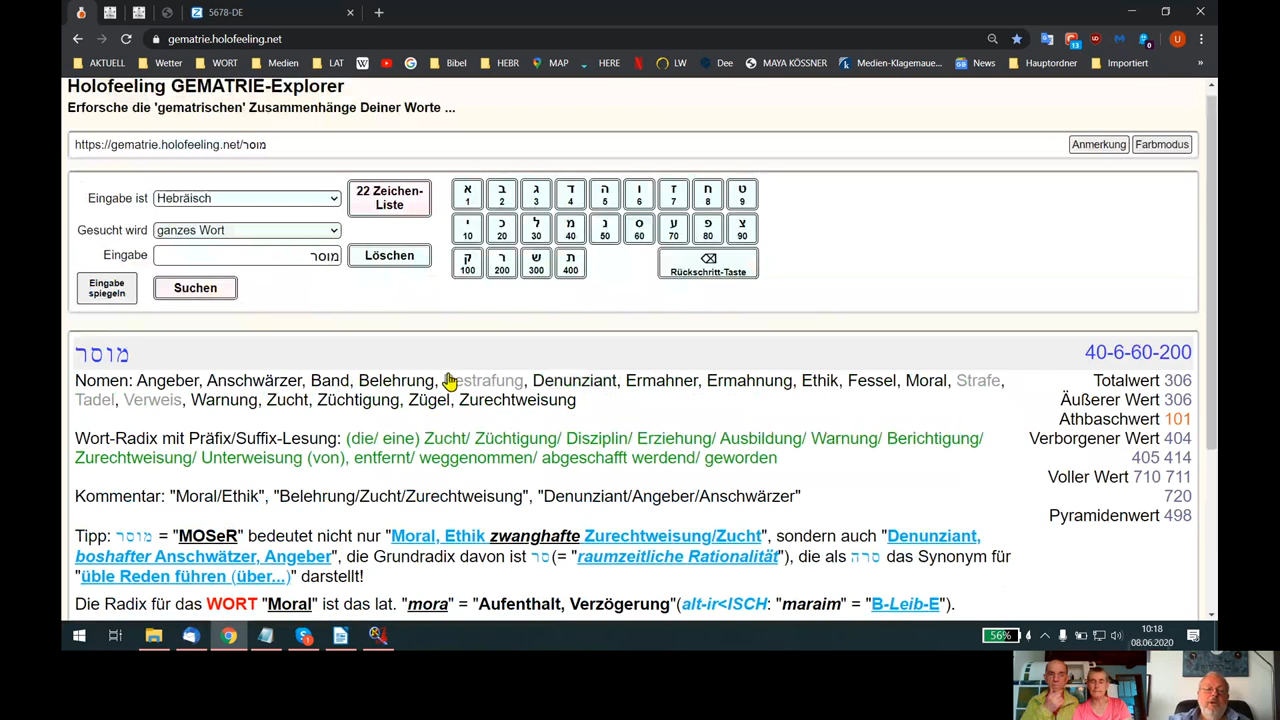 5678-DE
gematrie.holofeeling.net
AKTUELL Wetter WORT Medien LAT Bibel HEBR MAP HERE LW Dee MAYA KÖSSNER Medien-Klagemaue... News Hauptordner Importiert »
Holofeeling GEMATRIE-Explorer
Erforsche die 'gematrischen' Zusammenhänge Deiner Worte ...
https://gematrie.holofeeling.net/מוסר Anmerkung Farbmodus
Eingabe ist Hebräisch 22 Zeichen-Liste
Gesucht wird ganzes Wort
Eingabe מוסר Löschen
Eingabe spiegeln Suchen
א ב ג ד ה ו ז ח ט
1 2 3 4 5 6 7 8 9
י כ ל מ נ ס ע פ צ
10 20 30 40 50 60 70 80 90
ק ר ש ת
100 200 300 400 Rückschritt-Taste
מוסר 40-6-60-200
Nomen: Angeber, Anschwärzer, Band, Belehrung, estrafung, Denunziant, Ermahner, Ermahnung, Ethik, Fessel, Moral, Strafe,
Tadel, Verweis, Warnung, Zucht, Züchtigung, Zügel, Zurechtweisung
Totalwert 306
Äußerer Wert 306
Athbaschwert 101
Verborgener Wert 404
405 414
Voller Wert 710 711
720
Pyramidenwert 498
Wort-Radix mit Präfix/Suffix-Lesung: (die/ eine) Zucht/ Züchtigung/ Disziplin/ Erziehung/ Ausbildung/ Warnung/ Berichtigung/
Zurechtweisung/ Unterweisung (von), entfernt/ weggenommen/ abgeschafft werdend/ geworden
Kommentar: "Moral/Ethik", "Belehrung/Zucht/Zurechtweisung", "Denunziant/Angeber/Anschwärzer"
Tipp: מוסר = "MOSeR" bedeutet nicht nur "Moral, Ethik zwanghafte Zurechtweisung/Zucht", sondern auch "Denunziant,
boshafter Anschwätzer, Angeber", die Grundradix davon ist סר(= "raumzeitliche Rationalität"), die als סרה das Synonym für
"üble Reden führen (über...)" darstellt!
Die Radix für das WORT "Moral" ist das lat. "mora" = "Aufenthalt, Verzögerung"(alt-ir<ISCH: "maraim" = "B-Leib-E").
56% 10:18
08.06.2020